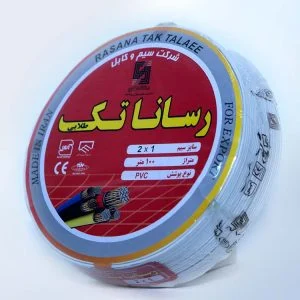 RASANA TAK TALAEE
شرکت سیم و کابل
رسانا تک
طلایی
سایز سیم 2 x 1
متراژ ۱۰۰ متر
نوع پوشش PVC
CE
MADE IN IRAN
FOR EXPORT